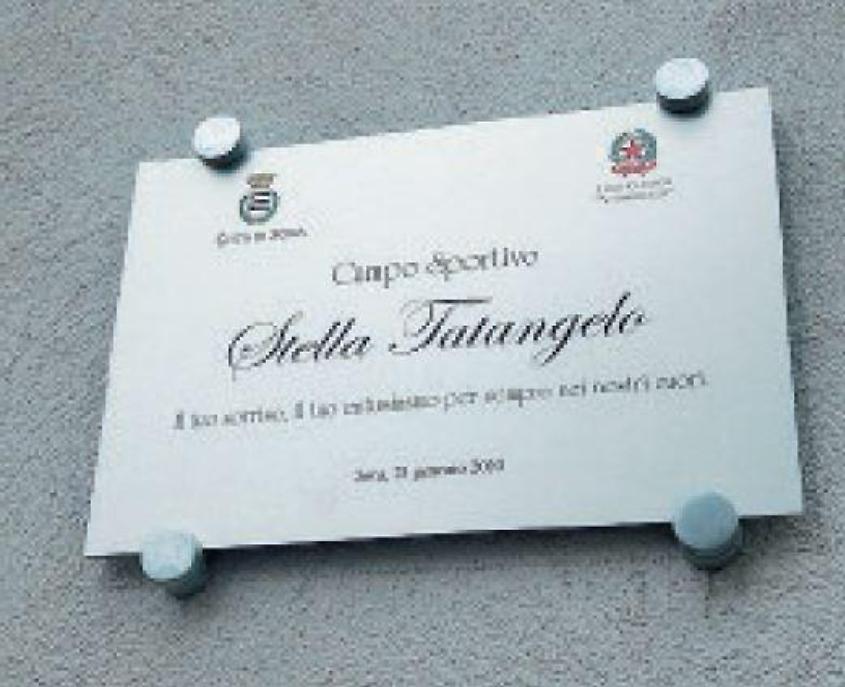 Campo Sportivo
Stella Tatangelo
Il tuo sorriso, il tuo entusiasmo per sempre nei nostri cuori.
gennaio